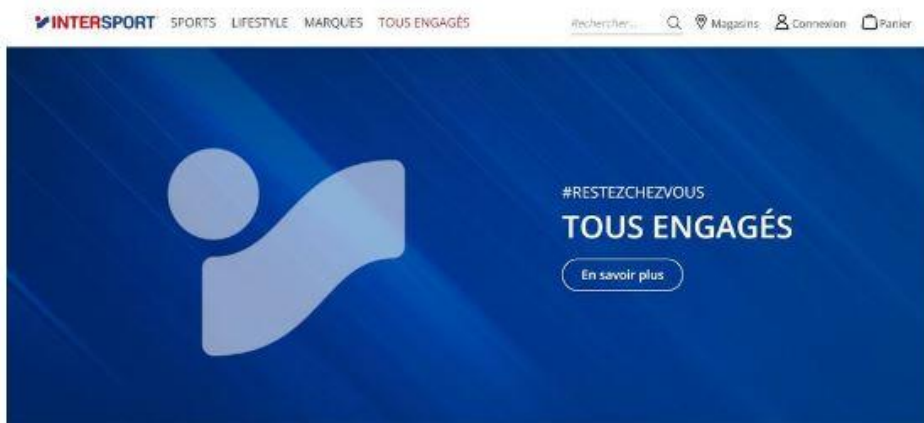 INTERSPORT SPORTS LIFESTYLE MARQUES TOUS ENGAGÉS Rechercher... Magasins Connexion Panier
#RESTEZCHEZVOUS
TOUS ENGAGÉS
En savoir plus